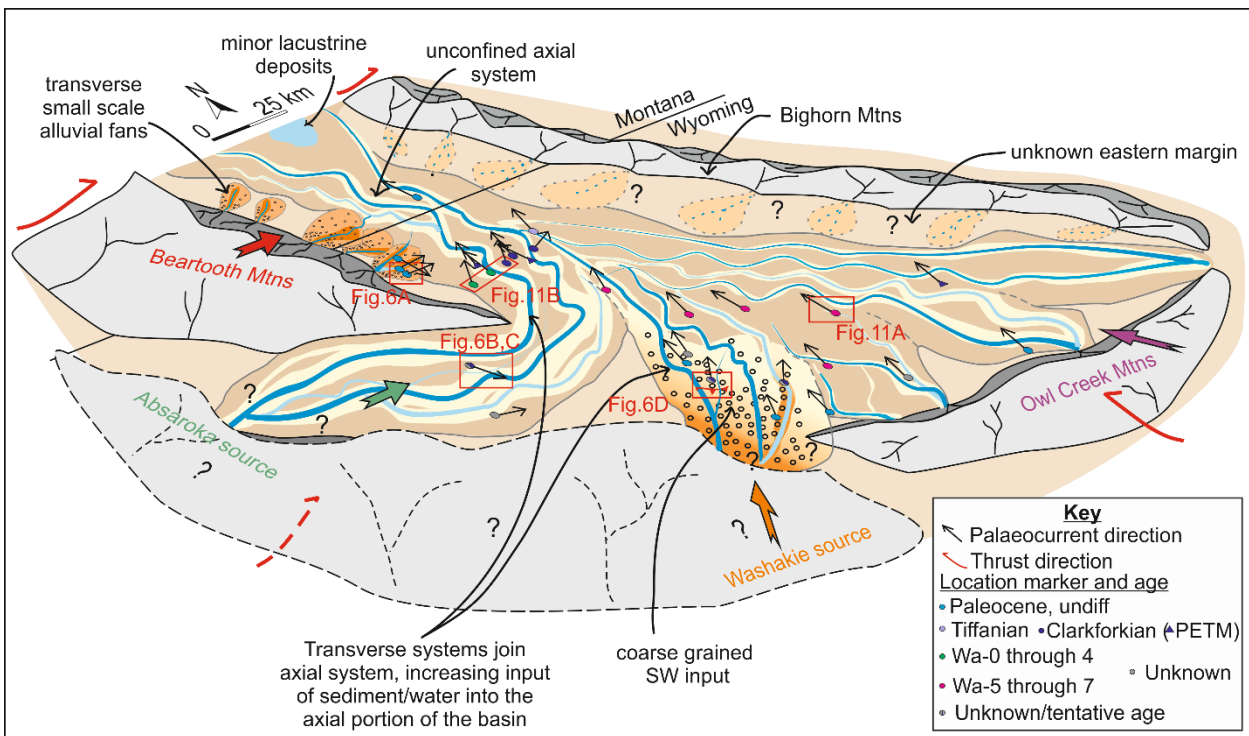 minor lacustrine
deposits
unconfined axial
system
transverse
small scale
alluvial fans
N
0 25 km
Montana
Wyoming
Bighorn Mtns
unknown eastern margin
?
?
?
Beartooth Mtns
Fig.6A
Fig.11B
Fig.11A
Fig.6B,C
Fig.6D
Absaroka source
?
?
?
?
?
?
?
?
Owl Creek Mtns
Washakie source
Transverse systems join
axial system, increasing input
of sediment/water into the
axial portion of the basin
coarse grained
SW input
Key
Palaeocurrent direction
Thrust direction
Location marker and age
Paleocene, undiff
Tiffanian Clarkforkian ( PETM)
Wa-0 through 4
Unknown
Wa-5 through 7
Unknown/tentative age